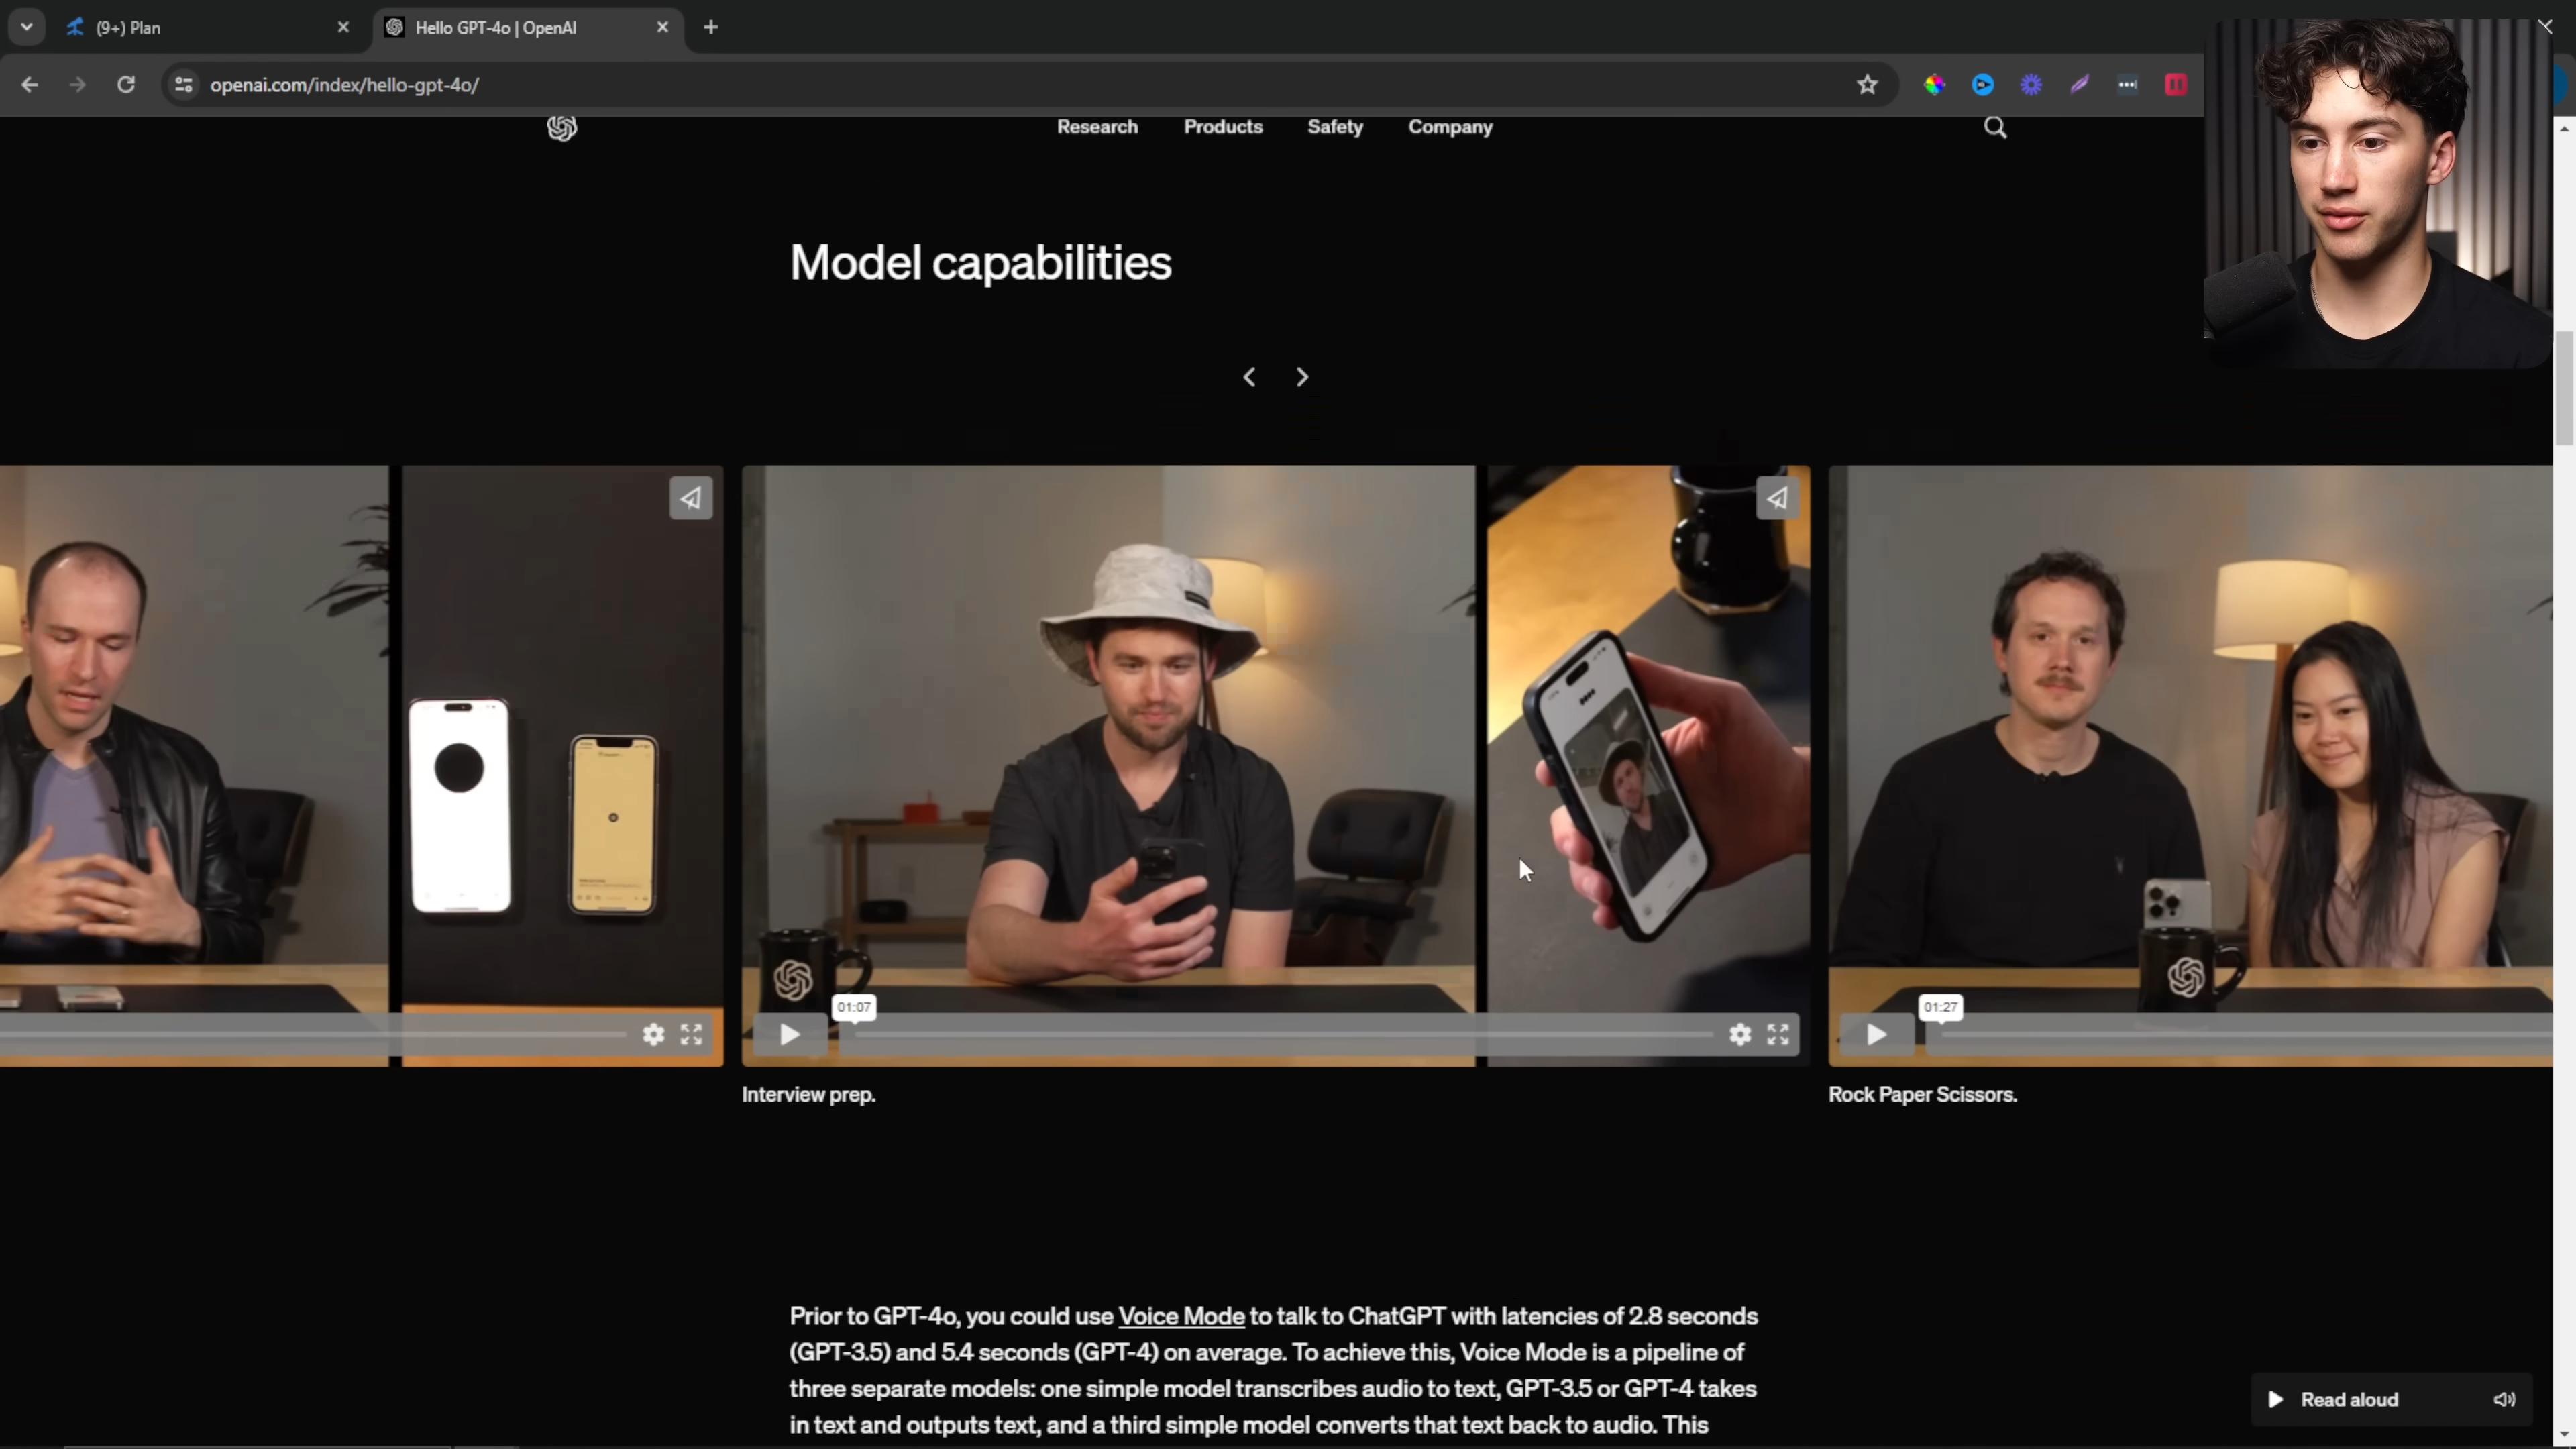 (9+) Plan
Hello GPT-4o | OpenAI
openai.com/index/hello-gpt-4o/
Research Products Safety Company
Model capabilities
01:07
01:27
Interview prep.
Rock Paper Scissors.
Prior to GPT-4o, you could use Voice Mode to talk to ChatGPT with latencies of 2.8 seconds
(GPT-3.5) and 5.4 seconds (GPT-4) on average. To achieve this, Voice Mode is a pipeline of
three separate models: one simple model transcribes audio to text, GPT-3.5 or GPT-4 takes
in text and outputs text, and a third simple model converts that text back to audio. This
Read aloud